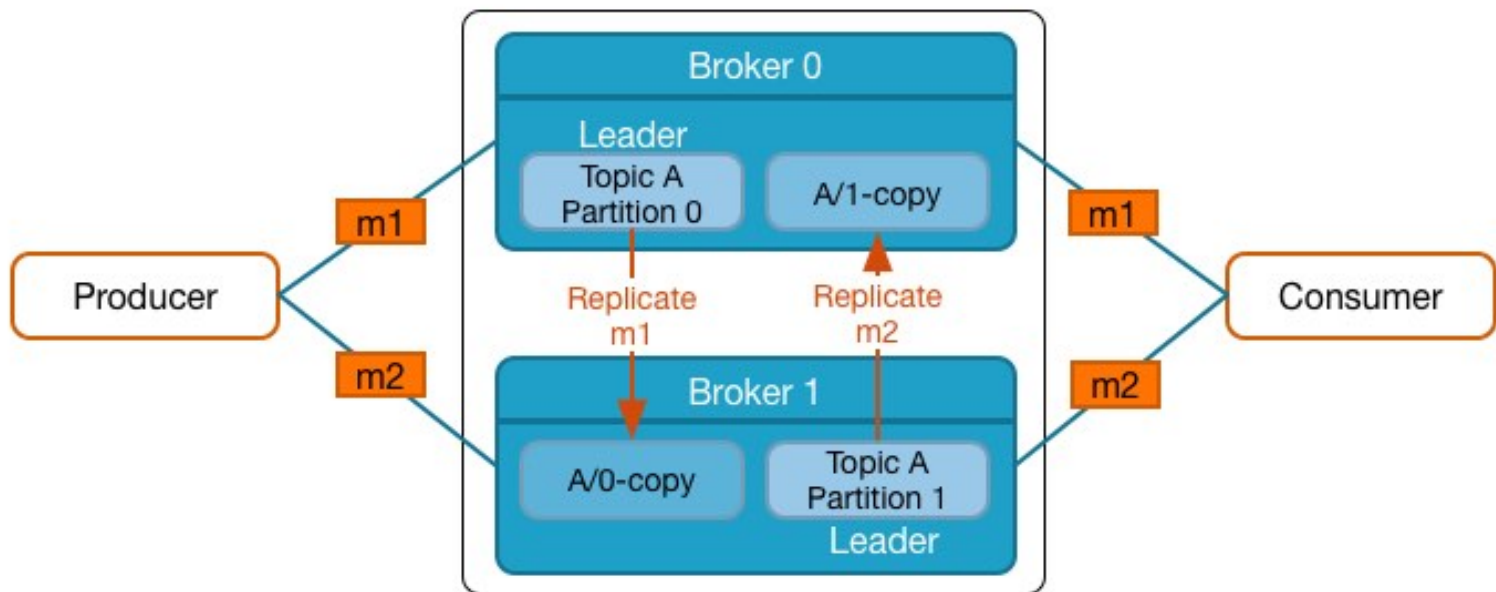 Broker 0
Leader
Topic A
Partition 0
A/1-copy
m1
m1
Producer
Replicate
m1
Replicate
m2
Consumer
m2
m2
Broker 1
A/0-copy
Topic A
Partition 1
Leader